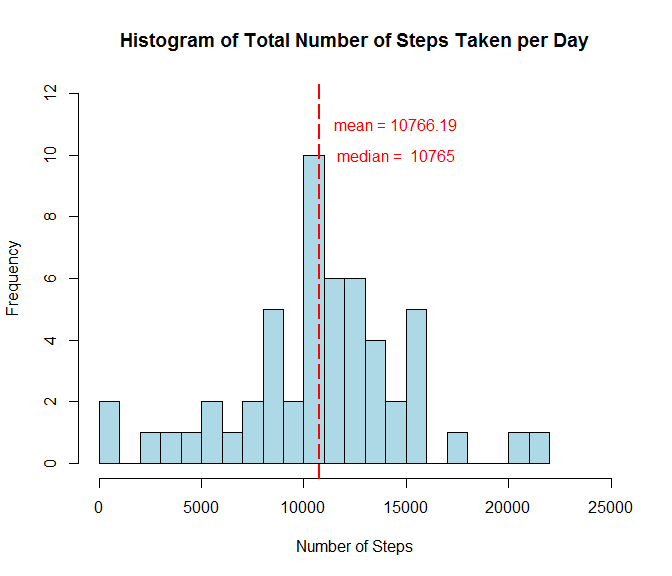 Histogram of Total Number of Steps Taken per Day
12
mean = 10766.19
median =  10765
10
8
6
4
2
0
Frequency
0 5000 10000 15000 20000 25000
Number of Steps